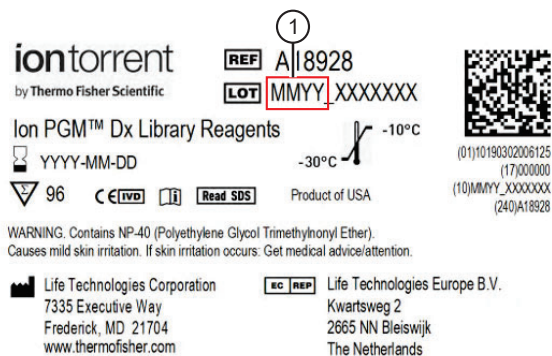 1
iontorrent
by Thermo Fisher Scientific
REF A18928
LOT MMYY_XXXXXXX
Ion PGM™ Dx Library Reagents
-10°C
-30°C
YYYY-MM-DD
Σ 96 CE IVD i Read SDS Product of USA
(01)10190302006125
(17)000000
(10)MMYY_XXXXXXX
(240)A18928
WARNING. Contains NP-40 (Polyethylene Glycol Trimethylnonyl Ether).
Causes mild skin irritation. If skin irritation occurs: Get medical advice/attention.
Life Technologies Corporation
7335 Executive Way
Frederick, MD 21704
www.thermofisher.com
EC REP Life Technologies Europe B.V.
Kwartsweg 2
2665 NN Bleiswijk
The Netherlands